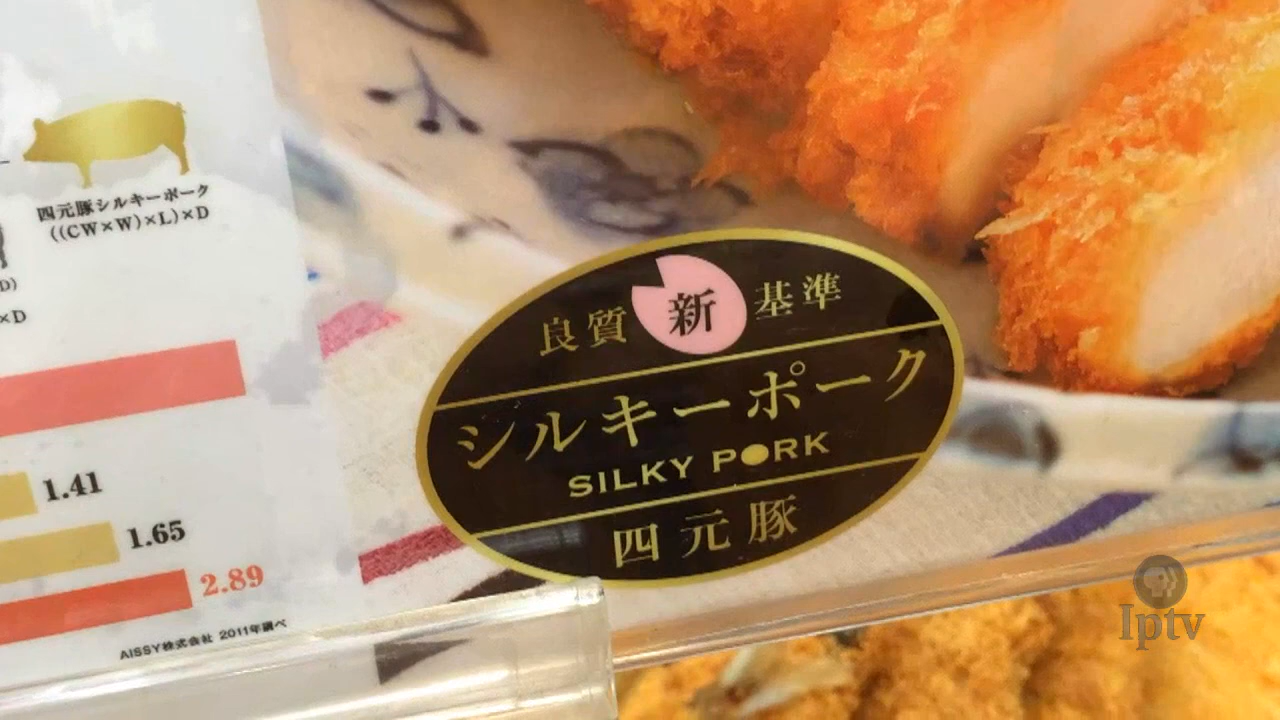 四元豚シルキーポーク
((CW×W)×L)×D
D)
×D
1.41
1.65
2.89
AISSY株式会社 2011年調べ
良質 新 基準
シルキーポーク
SILKY PORK
四元豚
Iptv